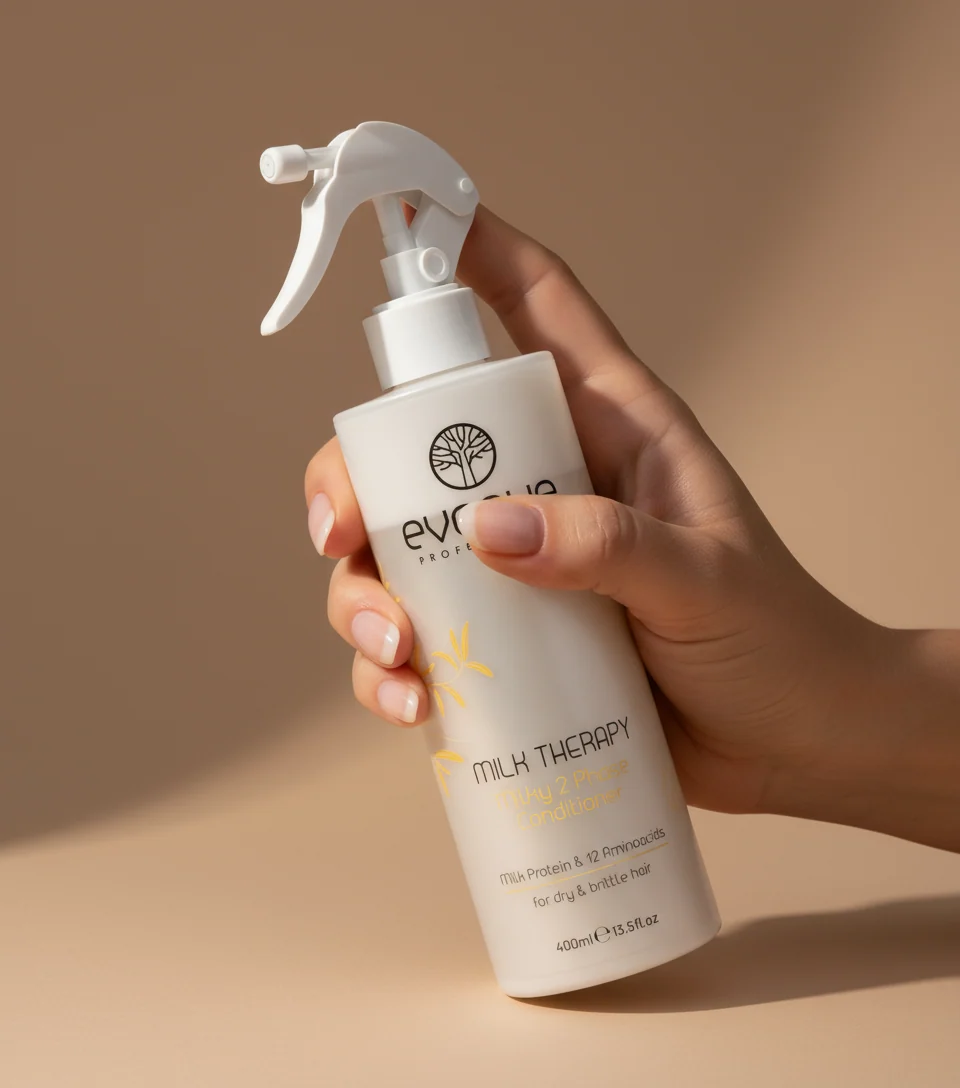 MILK THERAPY
Milky 2 Phase
Conditioner
Milk Protein & 12 Aminoacids
for dry & brittle hair
400ml ℮ 13.5fl.oz